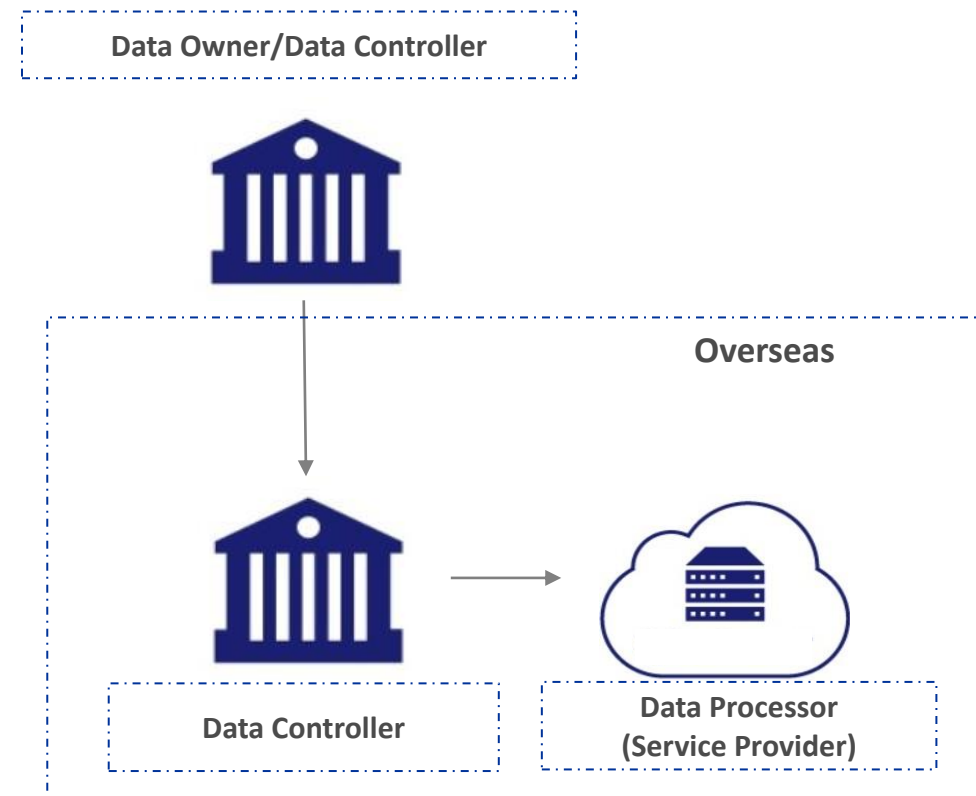 Data Owner/Data Controller
Overseas
Data Controller
Data Processor
(Service Provider)